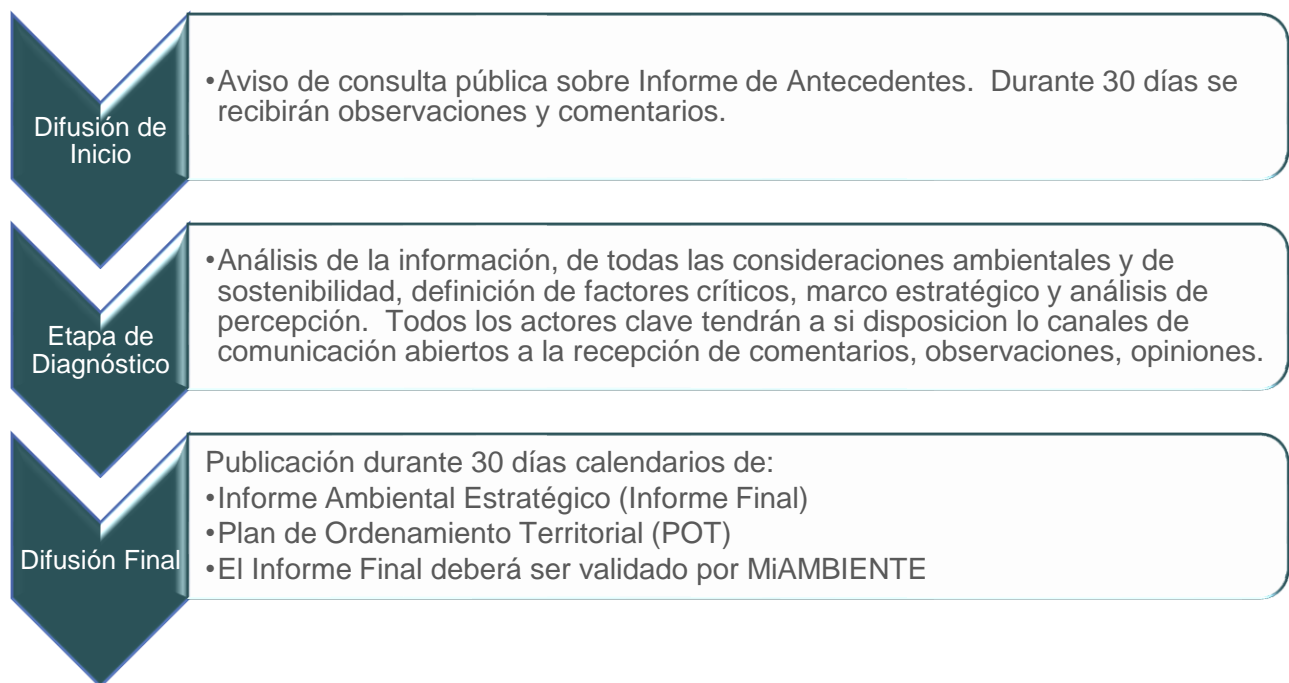 Difusión de
Inicio
•Aviso de consulta pública sobre Informe de Antecedentes.  Durante 30 días se
recibirán observaciones y comentarios.
Etapa de
Diagnóstico
•Análisis de la información, de todas las consideraciones ambientales y de
sostenibilidad, definición de factores críticos, marco estratégico y análisis de
percepción.  Todos los actores clave tendrán a si disposicion lo canales de
comunicación abiertos a la recepción de comentarios, observaciones, opiniones.
Difusión Final
Publicación durante 30 días calendarios de:
•Informe Ambiental Estratégico (Informe Final)
•Plan de Ordenamiento Territorial (POT)
•El Informe Final deberá ser validado por MiAMBIENTE